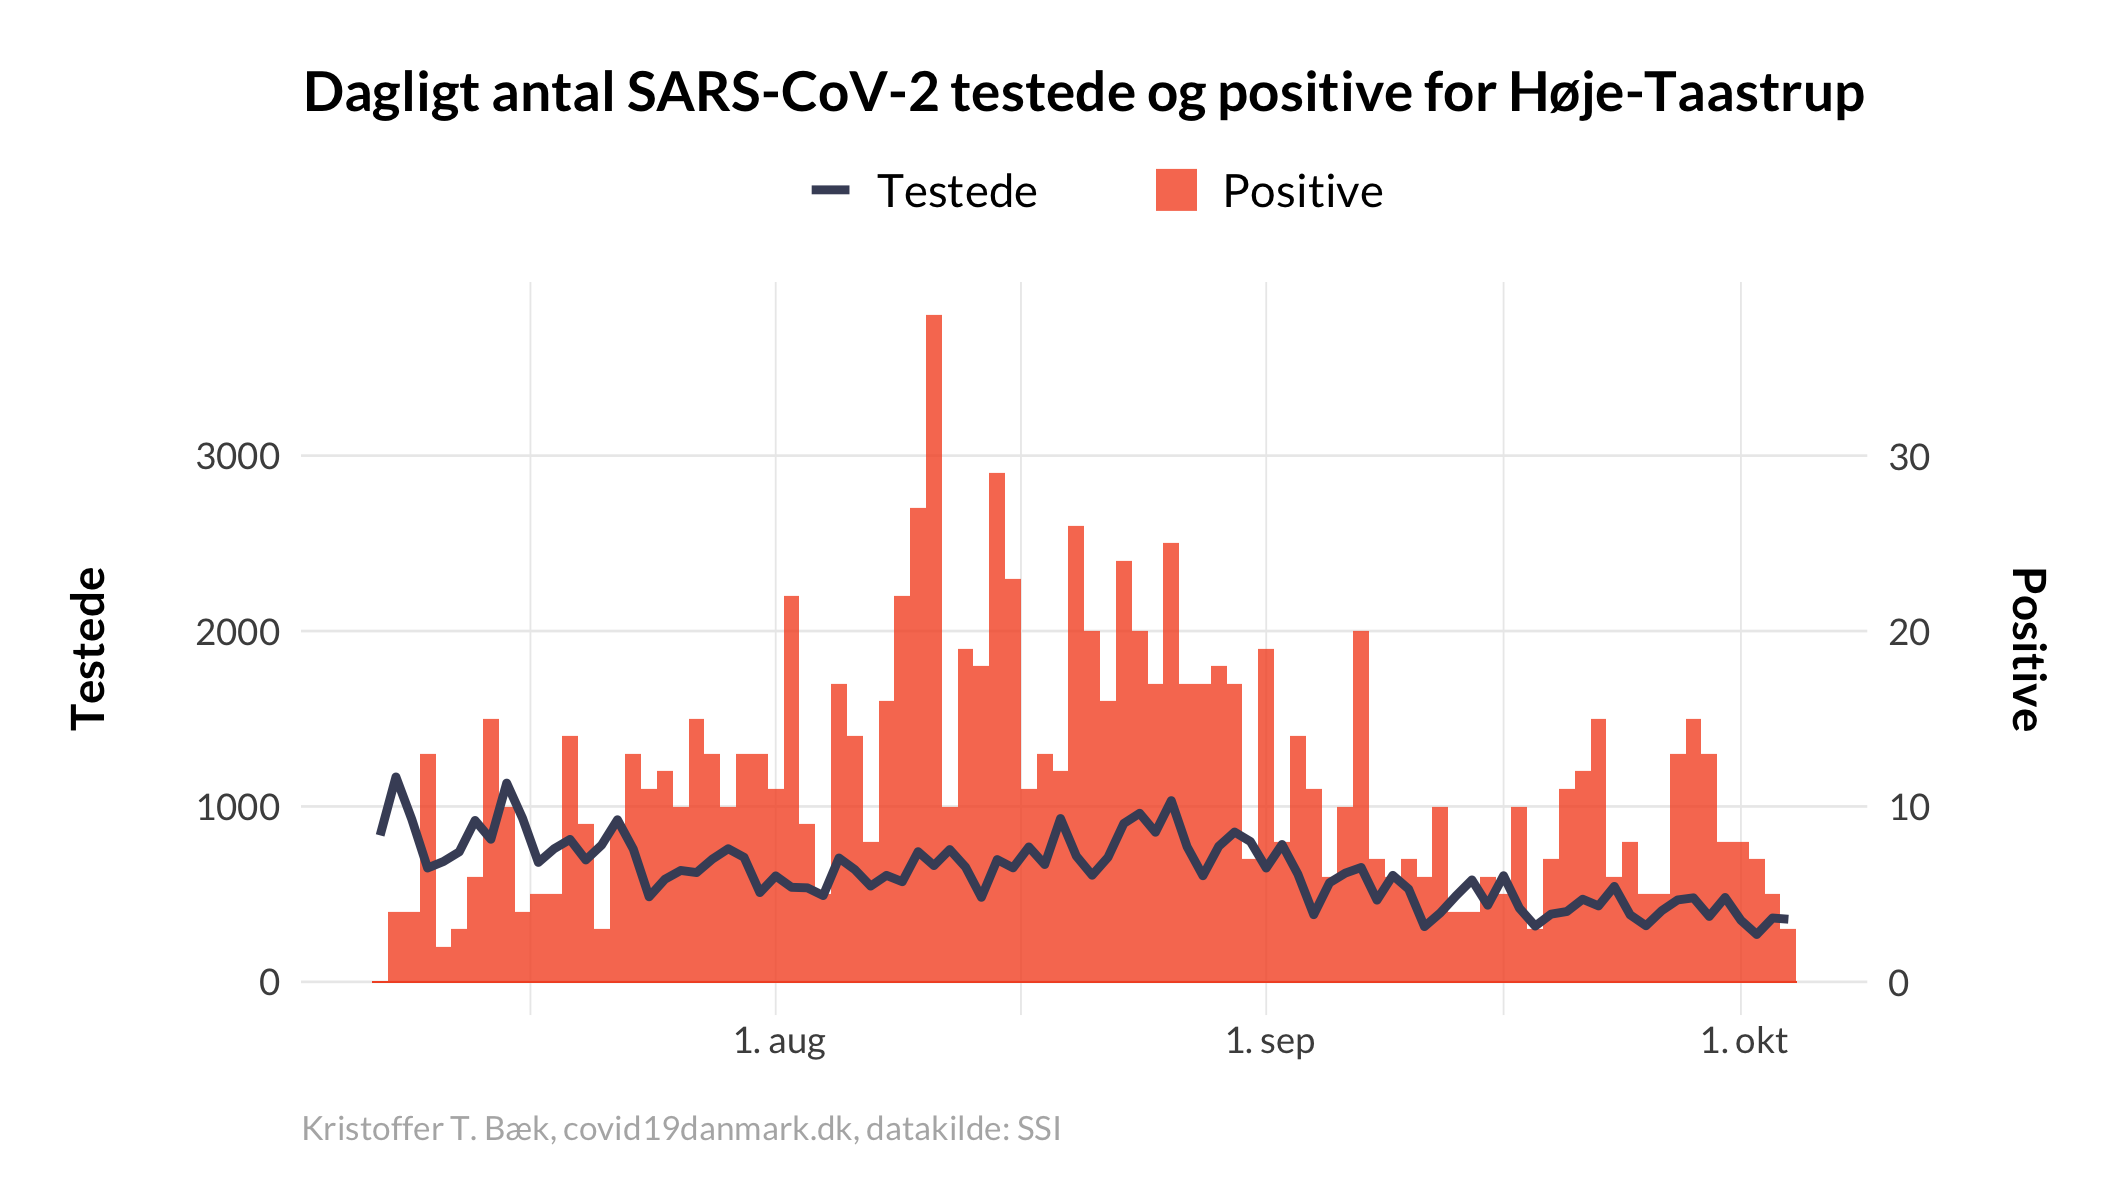 Dagligt antal SARS-CoV-2 testede og positive for Høje-Taastrup
Testede
Positive
3000
2000
1000
0
Testede
30
20
10
0
Positive
1. aug
1. sep
1. okt
Kristoffer T. Bæk, covid19danmark.dk, datakilde: SSI